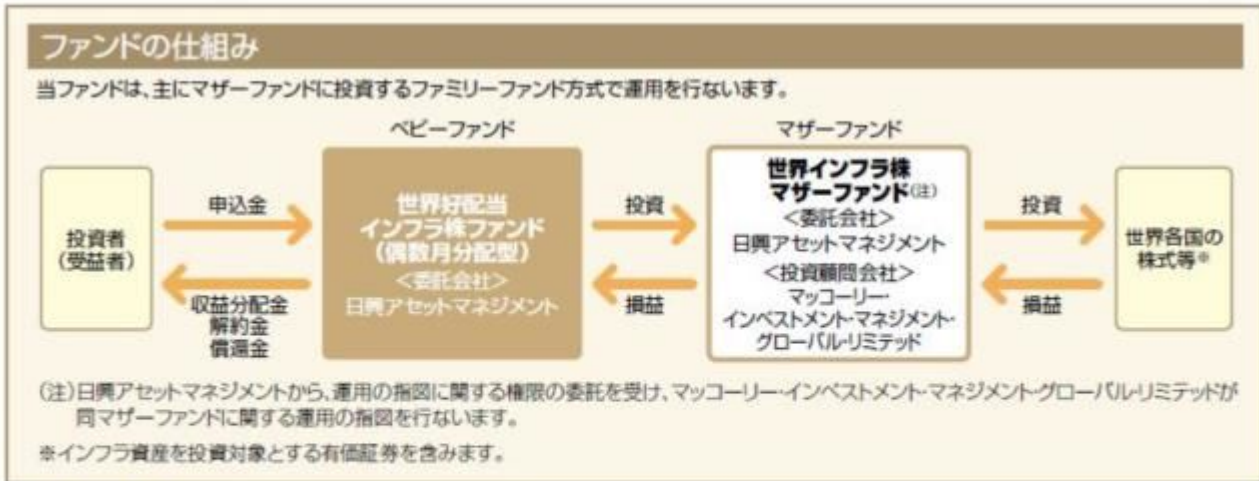 ファンドの仕組み
当ファンドは、主にマザーファンドに投資するファミリーファンド方式で運用を行ないます。
ベビーファンド
マザーファンド
投資者
(受益者)
申込金
収益分配金
解約金
償還金
世界好配当
インフラ株ファンド
(偶数月分配型)
<委託会社>
日興アセットマネジメント
投資
損益
世界インフラ株
マザーファンド(注)
<委託会社>
日興アセットマネジメント
<投資顧問会社>
マッコーリー・
インベストメント・マネジメント・
グローバル・リミテッド
投資
損益
世界各国の
株式等※
(注)日興アセットマネジメントから、運用の指図に関する権限の委託を受け、マッコーリー・インベストメント・マネジメント・グローバル・リミテッドが
同マザーファンドに関する運用の指図を行ないます。
※インフラ資産を投資対象とする有価証券を含みます。